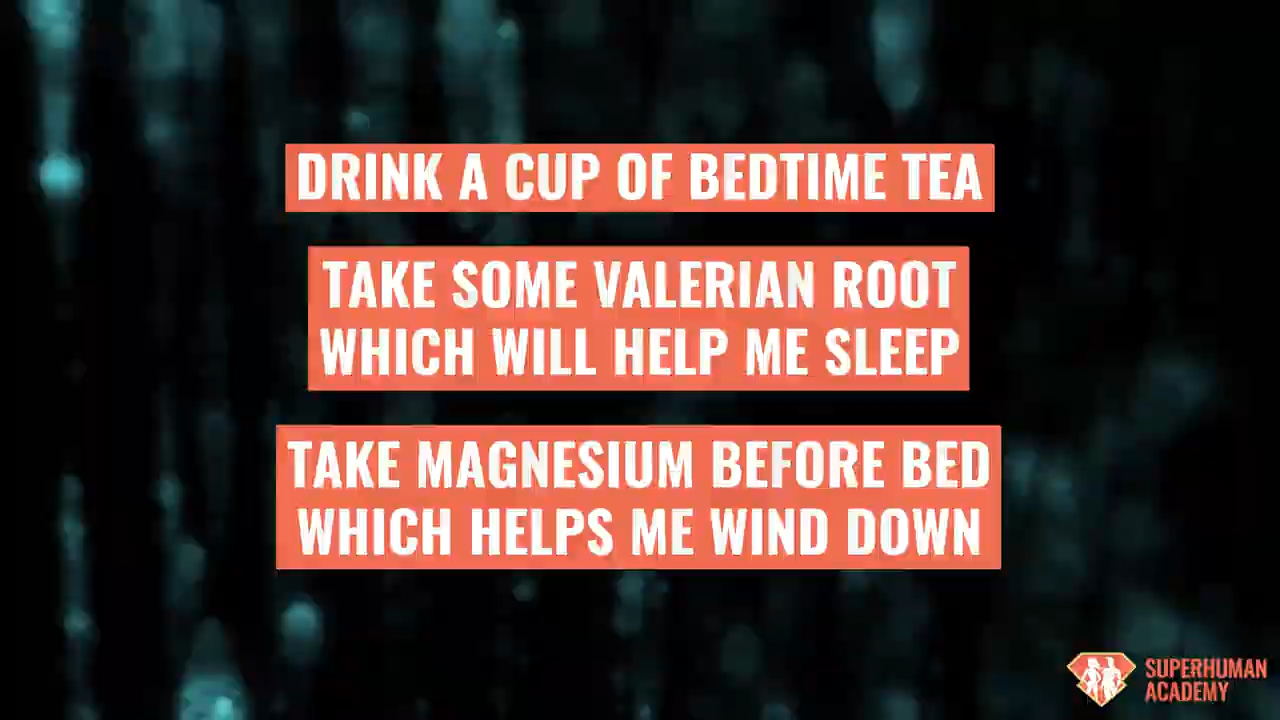 DRINK A CUP OF BEDTIME TEA
TAKE SOME VALERIAN ROOT
WHICH WILL HELP ME SLEEP
TAKE MAGNESIUM BEFORE BED
WHICH HELPS ME WIND DOWN
SUPERHUMAN
ACADEMY